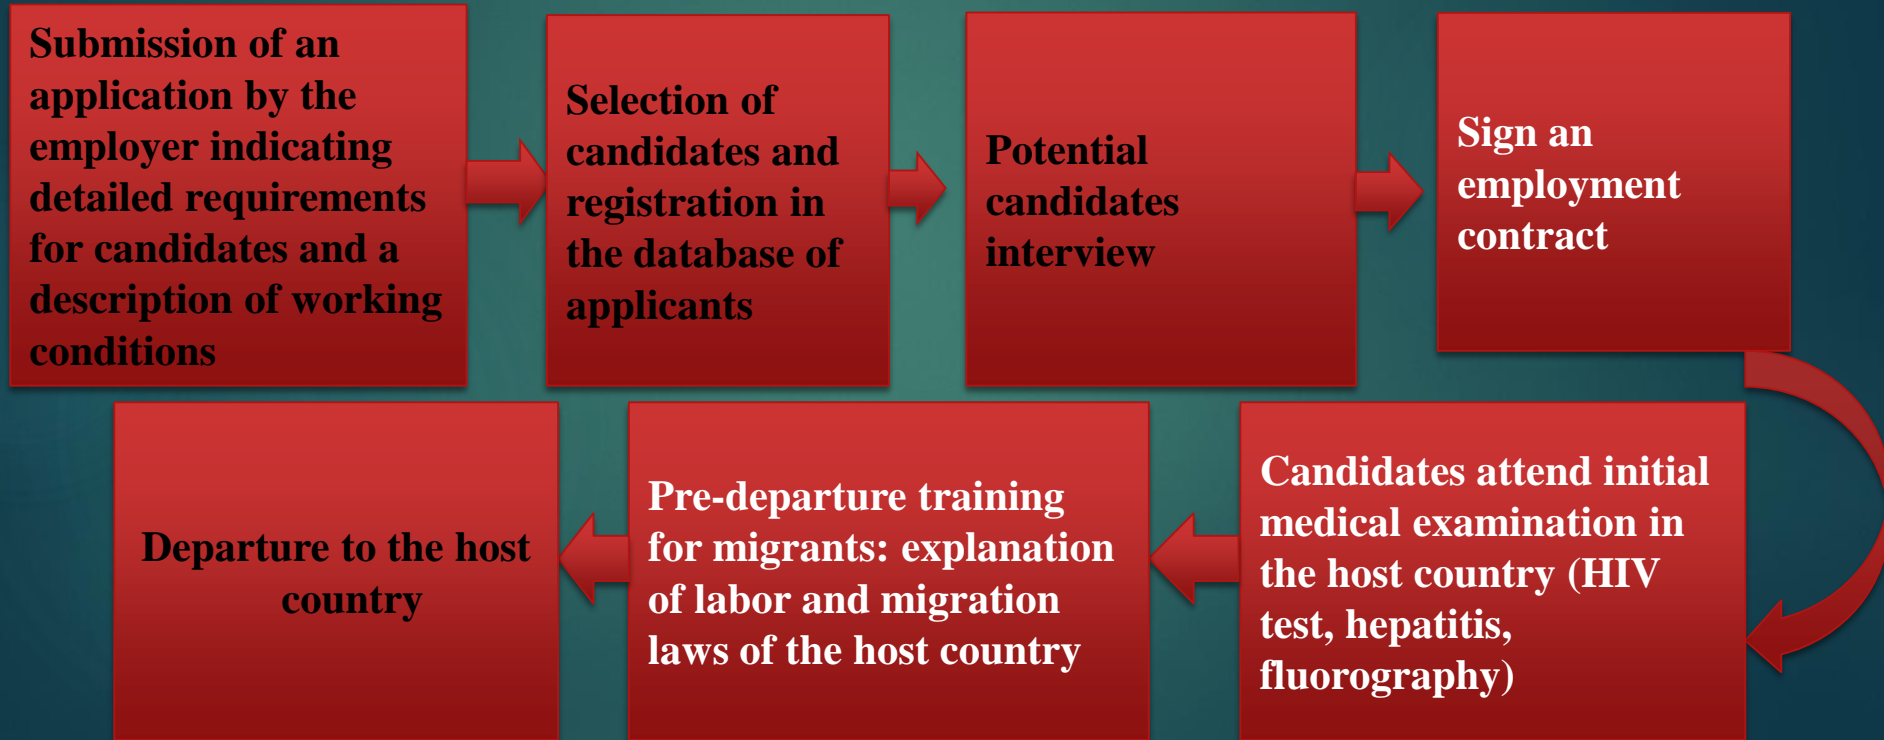 Submission of an
application by the
employer indicating
detailed requirements
for candidates and a
description of working
conditions
Selection of
candidates and
registration in
the database of
applicants
Potential
candidates
interview
Sign an
employment
contract
Candidates attend initial
medical examination in
the host country (HIV
test, hepatitis,
fluorography)
Pre-departure training
for migrants: explanation
of labor and migration
laws of the host country
Departure to the host
country